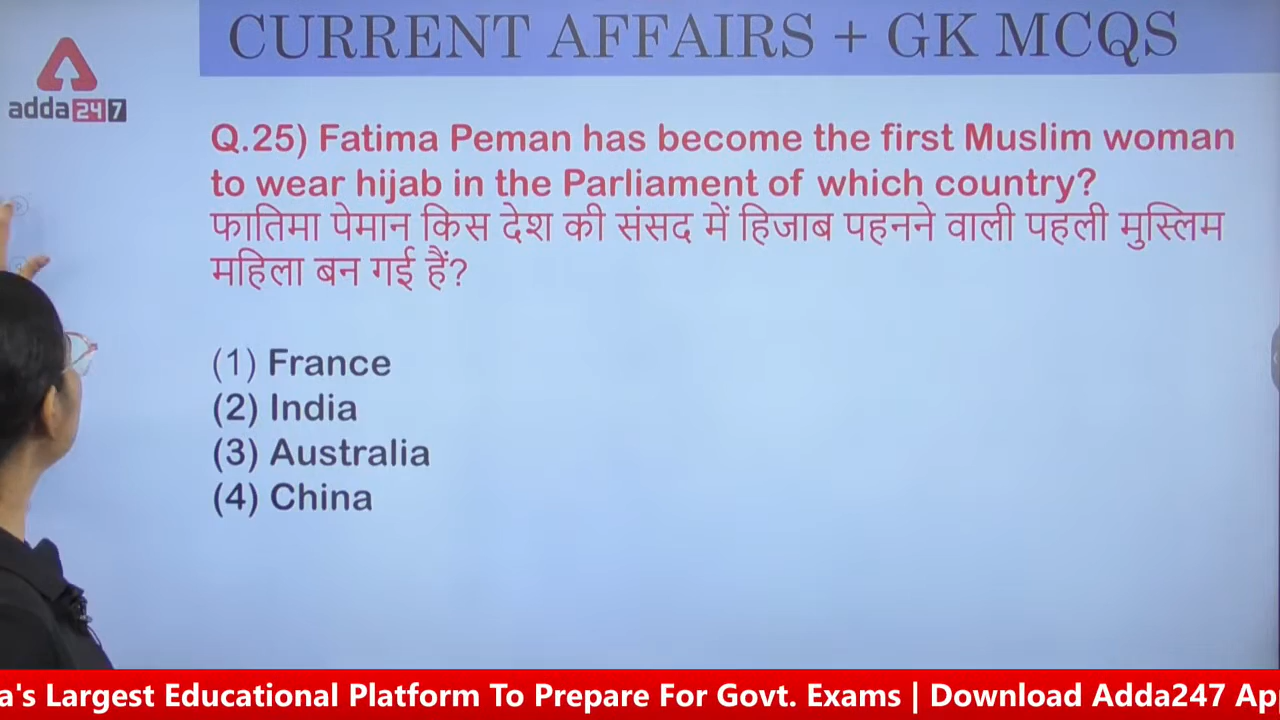 CURRENT AFFAIRS + GK MCQS
adda247
Q.25) Fatima Peman has become the first Muslim woman
to wear hijab in the Parliament of which country?
फातिमा पेमान किस देश की संसद में हिजाब पहनने वाली पहली मुस्लिम
महिला बन गई हैं?
(1) France
(2) India
(3) Australia
(4) China
a's Largest Educational Platform To Prepare For Govt. Exams | Download Adda247 Ap